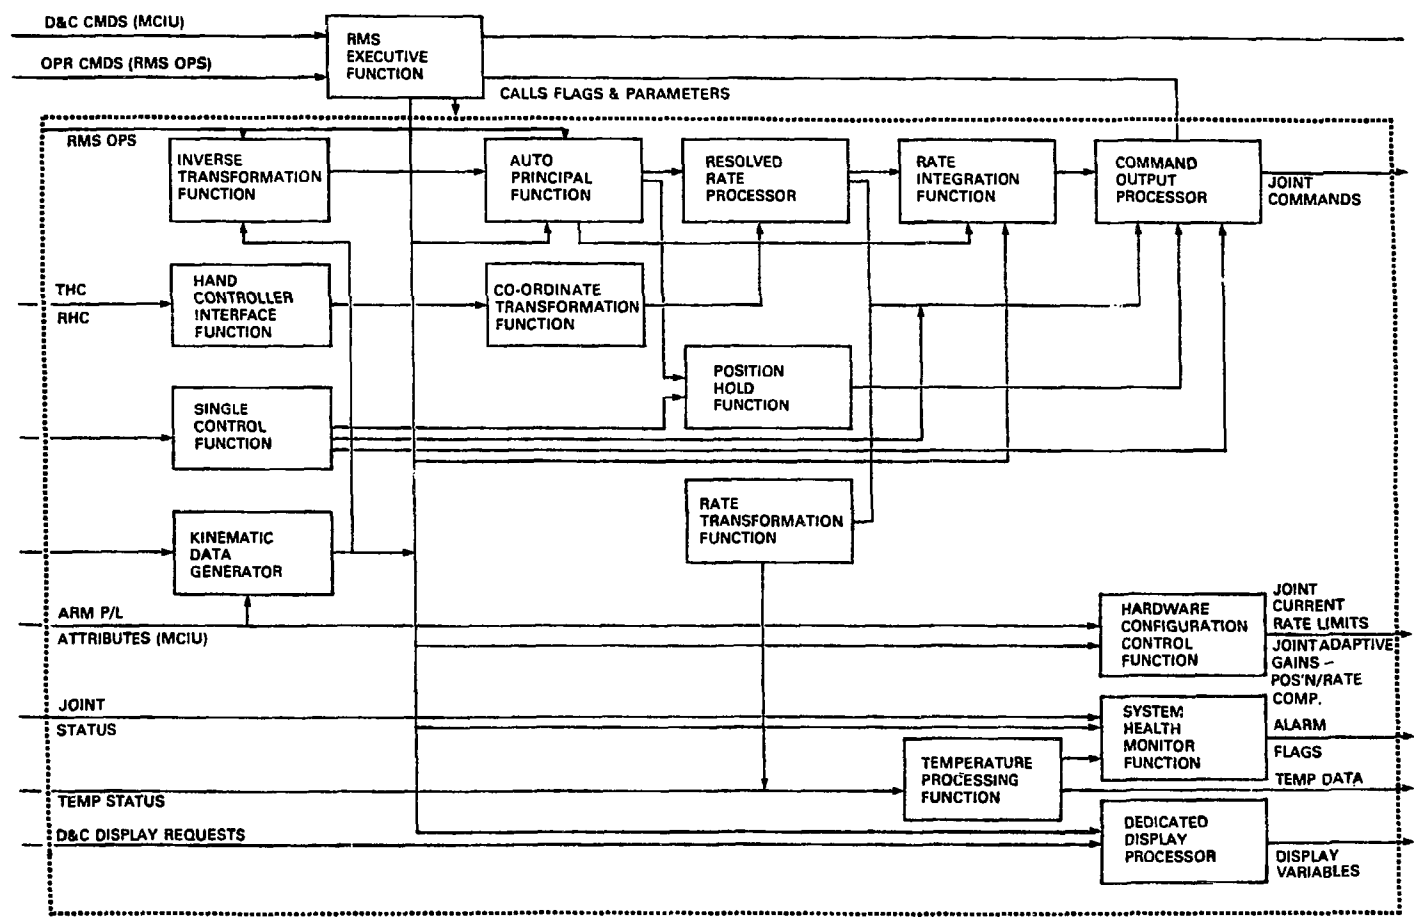 D&C CMDS (MCIU)
OPR CMDS (RMS OPS)
RMS
EXECUTIVE
FUNCTION
CALLS FLAGS & PARAMETERS
RMS OPS
INVERSE
TRANSFORMATION
FUNCTION
AUTO
PRINCIPAL
FUNCTION
RESOLVED
RATE
PROCESSOR
RATE
INTEGRATION
FUNCTION
COMMAND
OUTPUT
PROCESSOR
JOINT
COMMANDS
THC
RHC
HAND
CONTROLLER
INTERFACE
FUNCTION
CO-ORDINATE
TRANSFORMATION
FUNCTION
POSITION
HOLD
FUNCTION
SINGLE
CONTROL
FUNCTION
RATE
TRANSFORMATION
FUNCTION
KINEMATIC
DATA
GENERATOR
ARM P/L
ATTRIBUTES (MCIU)
HARDWARE
CONFIGURATION
CONTROL
FUNCTION
JOINT
CURRENT
RATE LIMITS
JOINT ADAPTIVE
GAINS –
POS'N/RATE
COMP.
JOINT
STATUS
SYSTEM
HEALTH
MONITOR
FUNCTION
ALARM
FLAGS
TEMPERATURE
PROCESSING
FUNCTION
TEMP DATA
TEMP STATUS
D&C DISPLAY REQUESTS
DEDICATED
DISPLAY
PROCESSOR
DISPLAY
VARIABLES